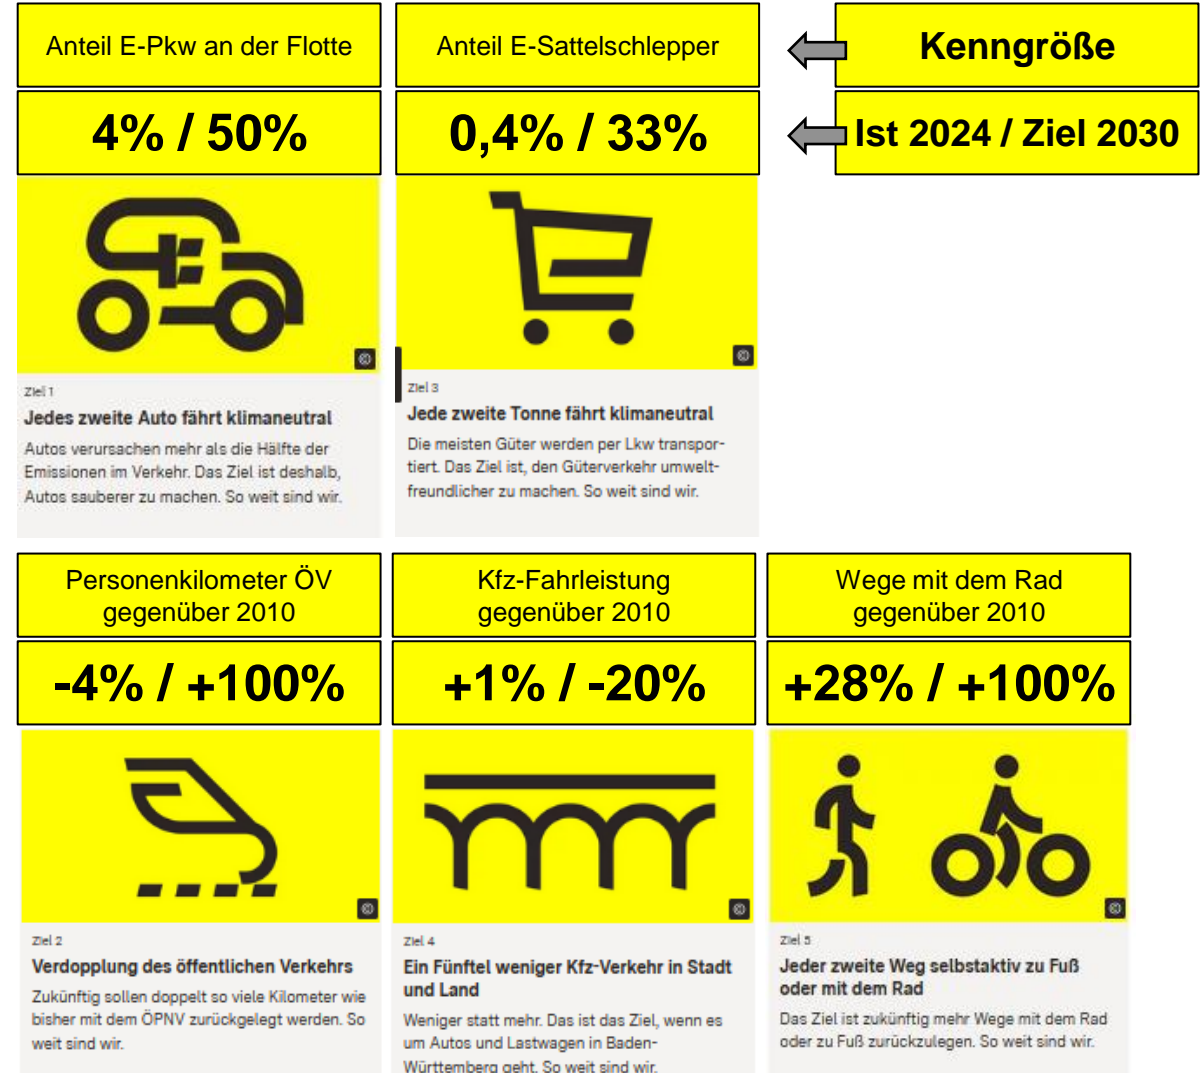 Anteil E-Pkw an der Flotte
4% / 50%
Anteil E-Sattelschlepper
0,4% / 33%
Kenngröße
Ist 2024 / Ziel 2030
©
Ziel 1
Jedes zweite Auto fährt klimaneutral
Autos verursachen mehr als die Hälfte der
Emissionen im Verkehr. Das Ziel ist deshalb,
Autos sauberer zu machen. So weit sind wir.
©
Ziel 3
Jede zweite Tonne fährt klimaneutral
Die meisten Güter werden per Lkw transpor-
tiert. Das Ziel ist, den Güterverkehr umwelt-
freundlicher zu machen. So weit sind wir.
Personenkilometer ÖV
gegenüber 2010
-4% / +100%
©
Ziel 2
Verdopplung des öffentlichen Verkehrs
Zukünftig sollen doppelt so viele Kilometer wie
bisher mit dem ÖPNV zurückgelegt werden. So
weit sind wir.
Kfz-Fahrleistung
gegenüber 2010
+1% / -20%
©
Ziel 4
Ein Fünftel weniger Kfz-Verkehr in Stadt
und Land
Weniger statt mehr. Das ist das Ziel, wenn es
um Autos und Lastwagen in Baden-
Württemberg geht. So weit sind wir.
Wege mit dem Rad
gegenüber 2010
+28% / +100%
©
Ziel 5
Jeder zweite Weg selbstaktiv zu Fuß
oder mit dem Rad
Das Ziel ist zukünftig mehr Wege mit dem Rad
oder zu Fuß zurückzulegen. So weit sind wir.